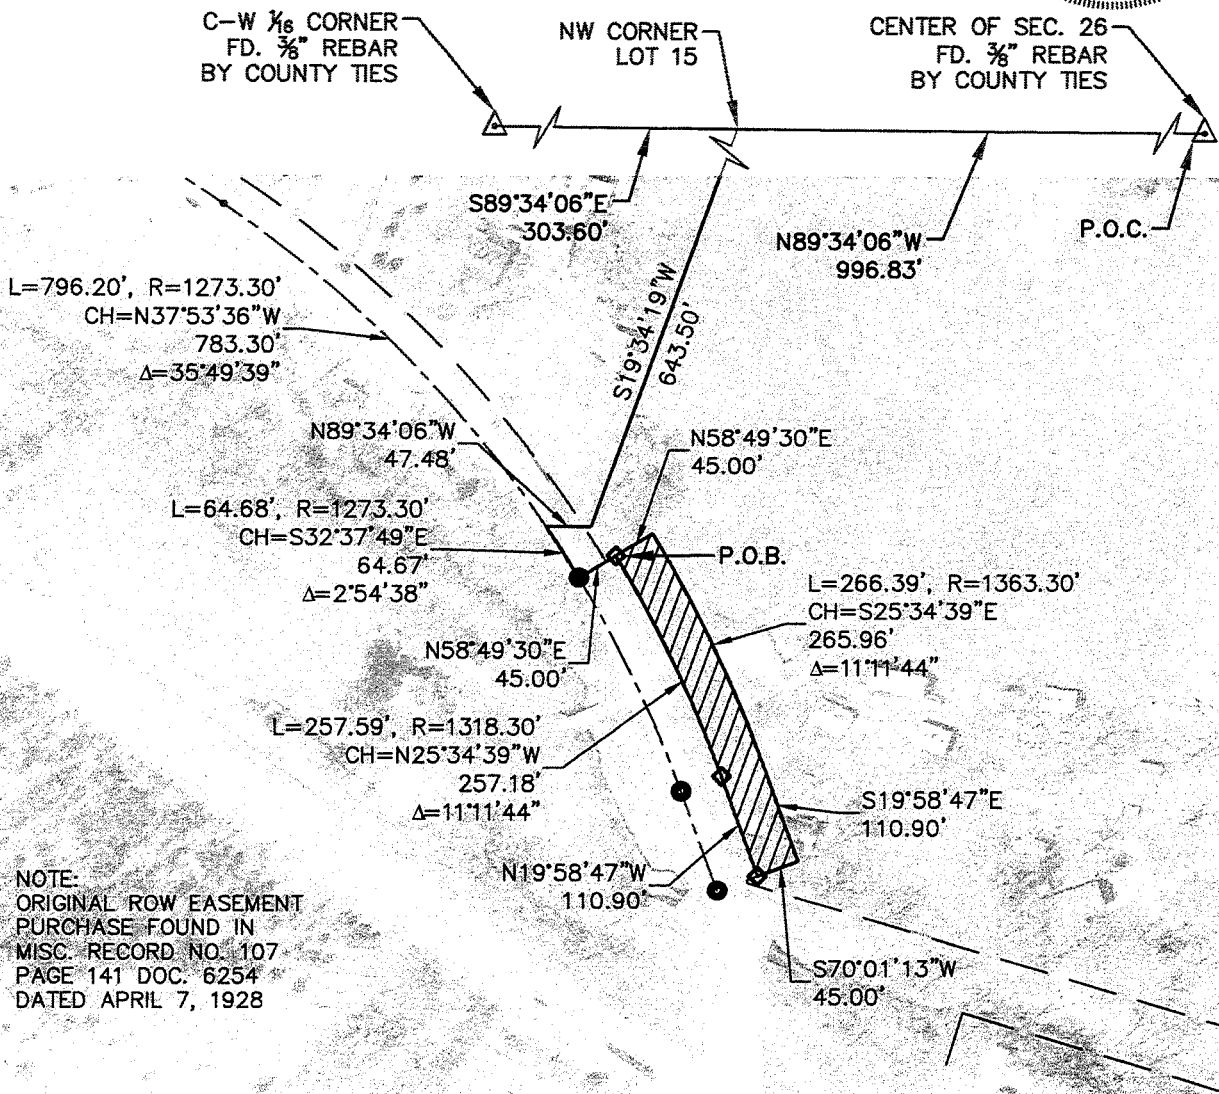 C-W 1/16 CORNER
FD. 3/8" REBAR
BY COUNTY TIES
NW CORNER
LOT 15
CENTER OF SEC. 26
FD. 3/8" REBAR
BY COUNTY TIES
S89°34'06"E
303.60'
N89°34'06"W
996.83'
P.O.C.
L=796.20', R=1273.30'
CH=N37°53'36"W
783.30'
Δ=35°49'39"
S19°34'19"W
643.50'
N89°34'06"W
47.48'
N58°49'30"E
45.00'
L=64.68', R=1273.30'
CH=S32°37'49"E
64.67'
Δ=2°54'38"
P.O.B.
L=266.39', R=1363.30'
CH=S25°34'39"E
265.96'
Δ=11°11'44"
N58°49'30"E
45.00'
L=257.59', R=1318.30'
CH=N25°34'39"W
257.18'
Δ=11°11'44"
S19°58'47"E
110.90'
N19°58'47"W
110.90'
NOTE:
ORIGINAL ROW EASEMENT
PURCHASE FOUND IN
MISC. RECORD NO. 107
PAGE 141 DOC. 6254
DATED APRIL 7, 1928
S70°01'13"W
45.00'